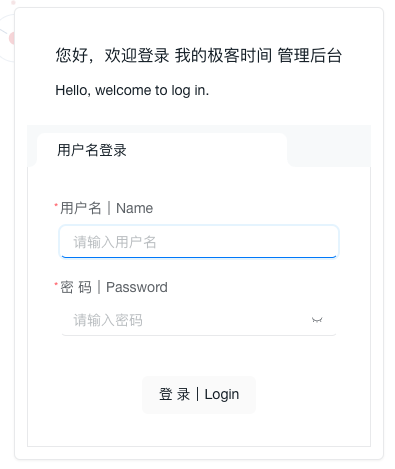 您好，欢迎登录 我的极客时间 管理后台
Hello, welcome to log in.
用户名登录
*用户名｜Name
请输入用户名
*密 码｜Password
请输入密码
登 录｜Login